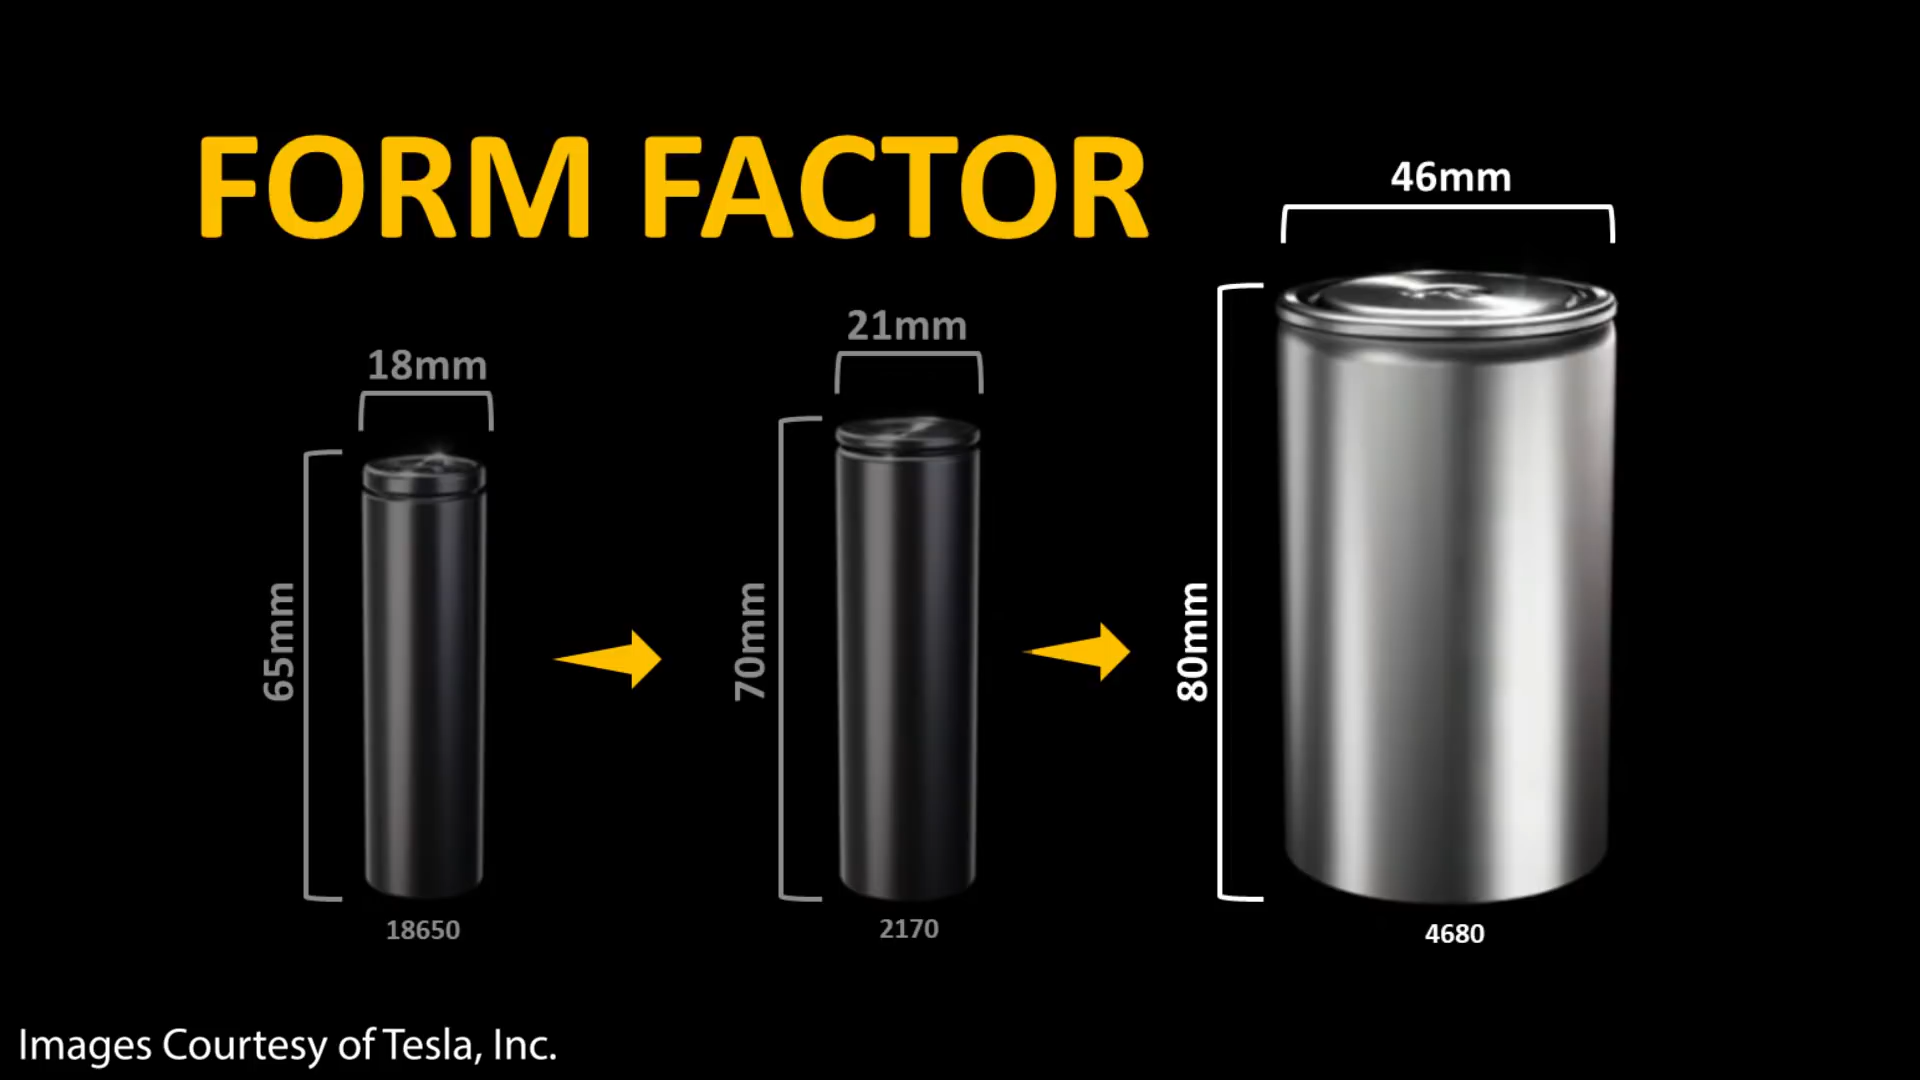 FORM FACTOR
46mm
21mm
18mm
65mm
70mm
80mm
18650
2170
4680
Images Courtesy of Tesla, Inc.